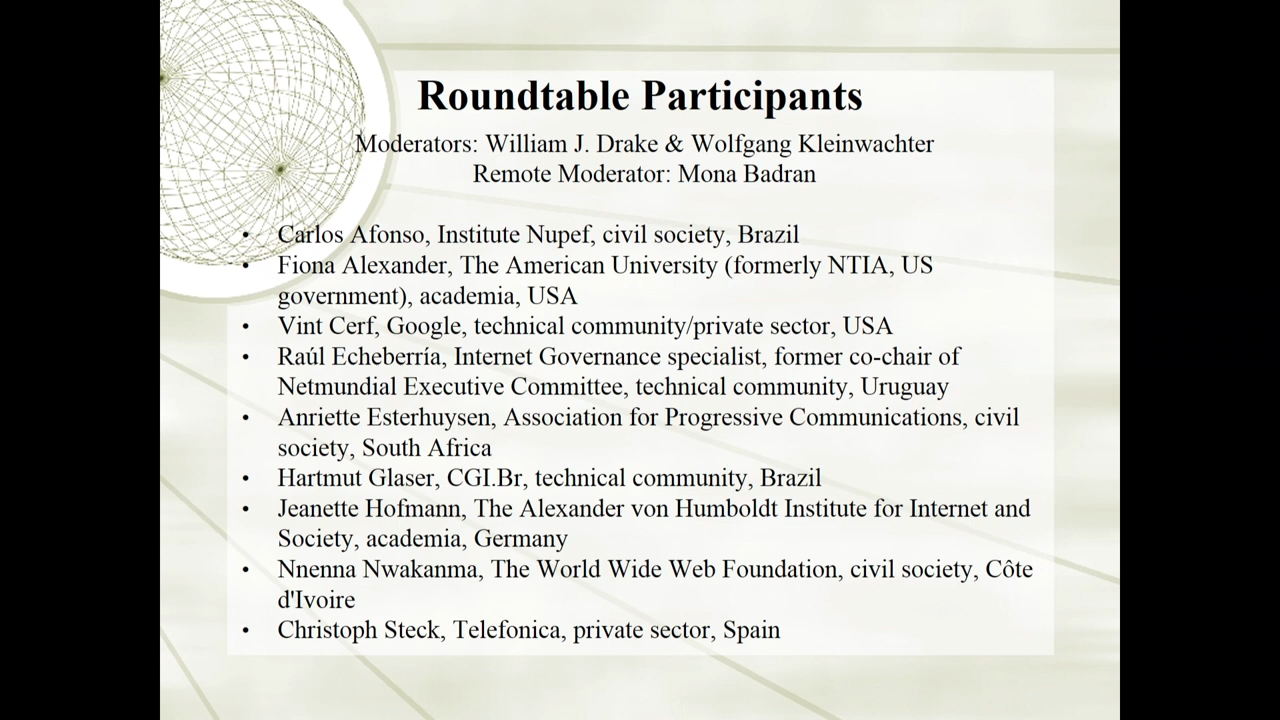 Roundtable Participants
Moderators: William J. Drake & Wolfgang Kleinwachter
Remote Moderator: Mona Badran
• Carlos Afonso, Institute Nupef, civil society, Brazil
• Fiona Alexander, The American University (formerly NTIA, US
government), academia, USA
• Vint Cerf, Google, technical community/private sector, USA
• Raúl Echeberría, Internet Governance specialist, former co-chair of
Netmundial Executive Committee, technical community, Uruguay
• Anriette Esterhuysen, Association for Progressive Communications, civil
society, South Africa
• Hartmut Glaser, CGI.Br, technical community, Brazil
• Jeanette Hofmann, The Alexander von Humboldt Institute for Internet and
Society, academia, Germany
• Nnenna Nwakanma, The World Wide Web Foundation, civil society, Côte
d'Ivoire
• Christoph Steck, Telefonica, private sector, Spain